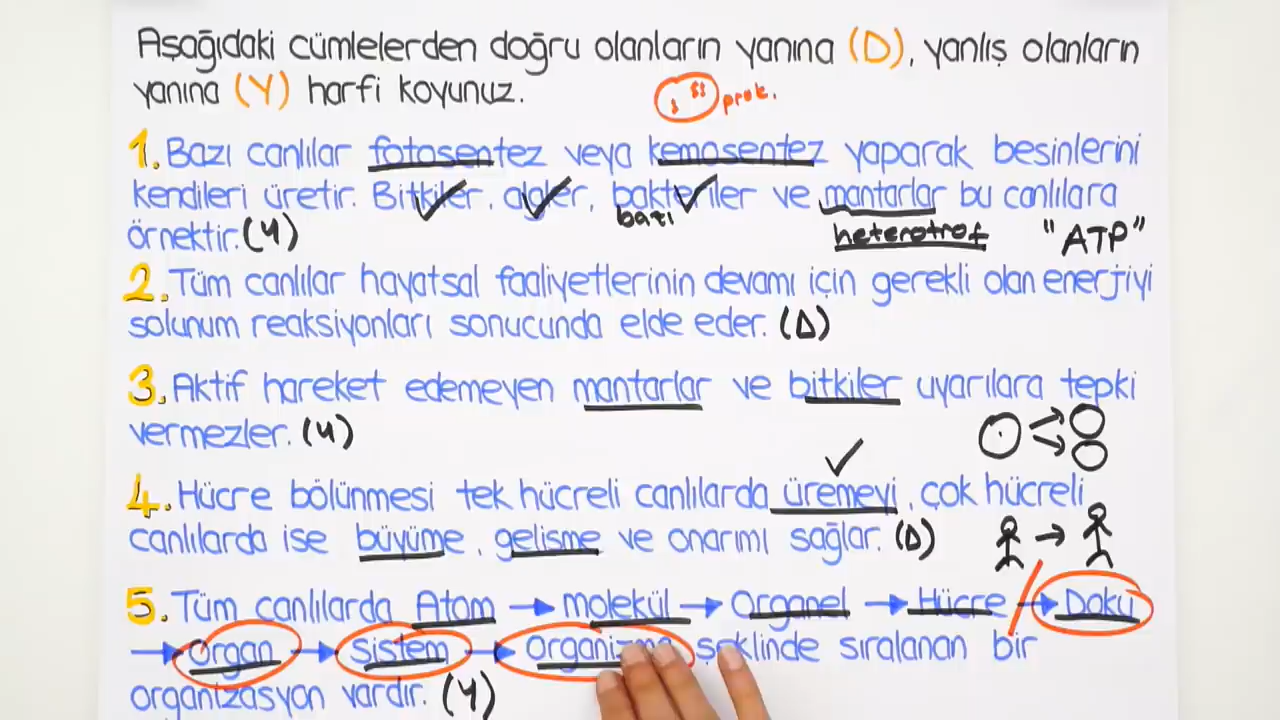 Aşağıdaki cümlelerden doğru olanların yanına (D), yanlış olanların
yanına (Y) harfi koyunuz.
prok.
1. Bazı canlılar fotosentez veya kemosentez yaparak besinlerini
kendileri üretir. Bitkiler, algler, bakteriler ve mantarlar bu canlılara
bazı
örnektir. (Y)
heterotrof
"ATP"
2. Tüm canlılar hayatsal faaliyetlerinin devamı için gerekli olan enerjiyi
solunum reaksiyonları sonucunda elde eder. (D)
3. Aktif hareket edemeyen mantarlar ve bitkiler uyarılara tepki
vermezler. (Y)
4. Hücre bölünmesi tek hücreli canlılarda üremeyi, çok hücreli
canlılarda ise büyüme, gelişme ve onarımı sağlar. (D)
5. Tüm canlılarda Atom → molekül → Organel → Hücre → Doku
→ Organ → Sistem → Organizma şeklinde sıralanan bir
organizasyon vardır. (Y)